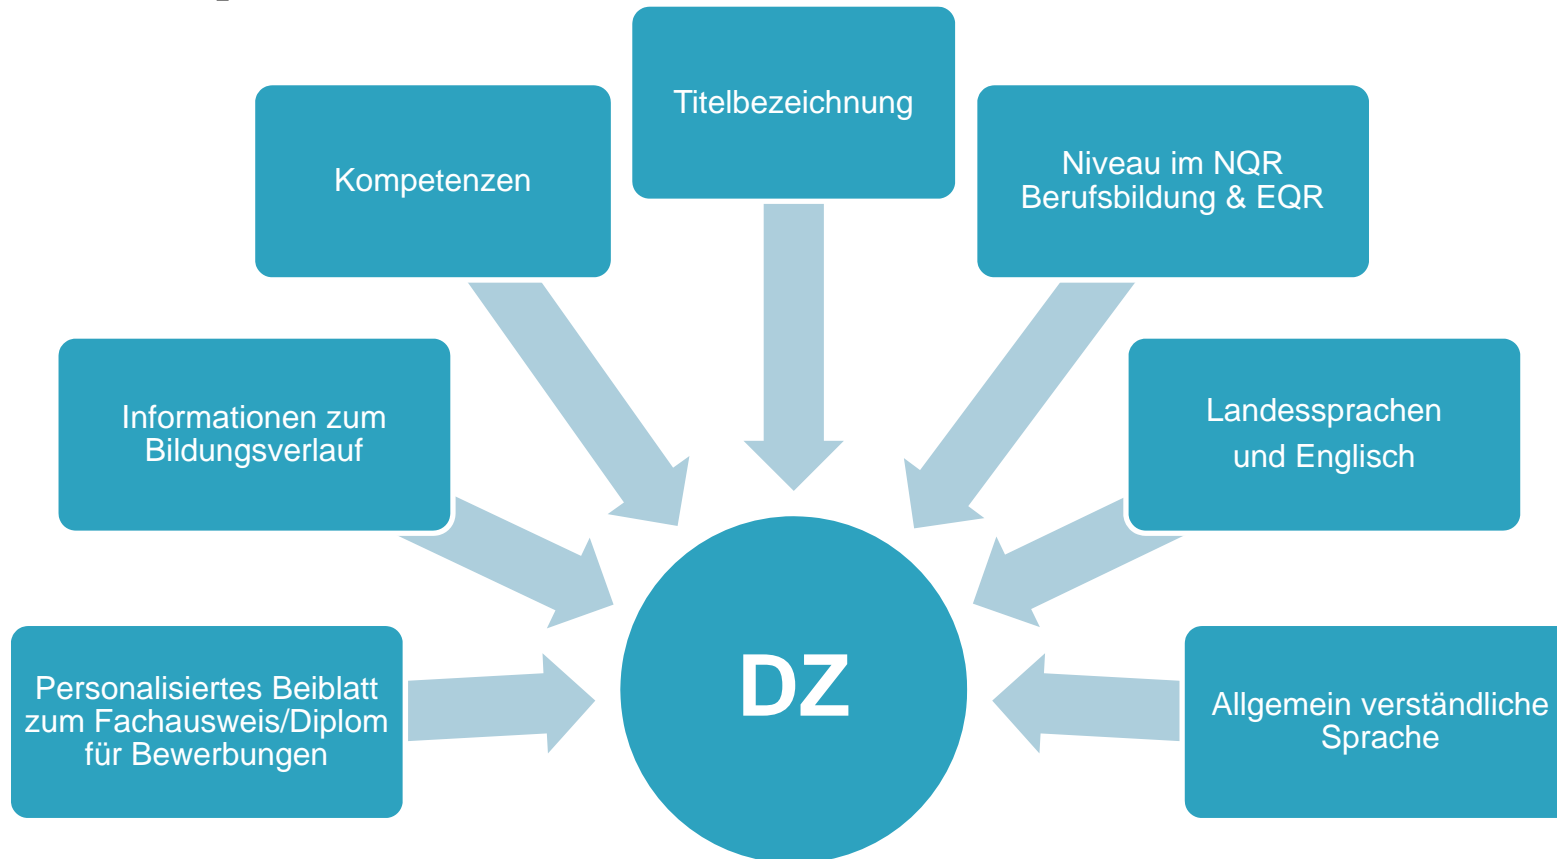 Titelbezeichnung
Kompetenzen
Niveau im NQR
Berufsbildung & EQR
Informationen zum
Bildungsverlauf
Landessprachen
und Englisch
Personalisiertes Beiblatt
zum Fachausweis/Diplom
für Bewerbungen
DZ
Allgemein verständliche
Sprache